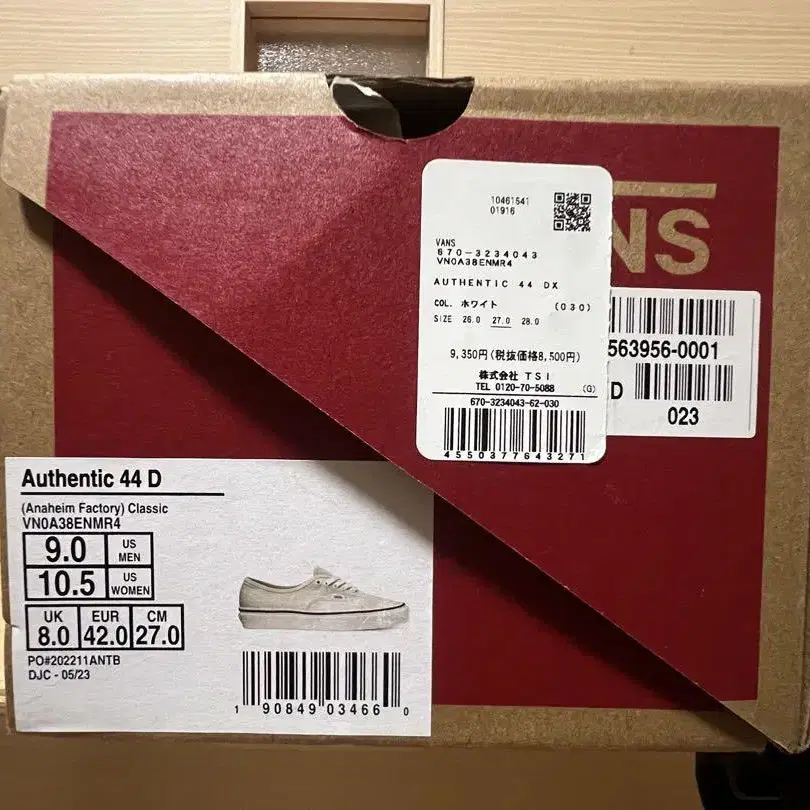 10461541
01916
VANS
670-3234043
VN0A38ENMR4
AUTHENTIC 44 DX
COL. ホワイト (030)
SIZE 26.0 27.0 28.0
9,350円(税抜価格8,500円)
株式会社 TSI
TEL 0120-70-5088 (G)
670-3234043-62-030
4550377643271
NS
563956-0001
D
023
Authentic 44 D
(Anaheim Factory) Classic
VN0A38ENMR4
9.0 US MEN
10.5 US WOMEN
UK 8.0 EUR 42.0 CM 27.0
PO#202211ANTB
DJC - 05/23
1 90849 03466 0